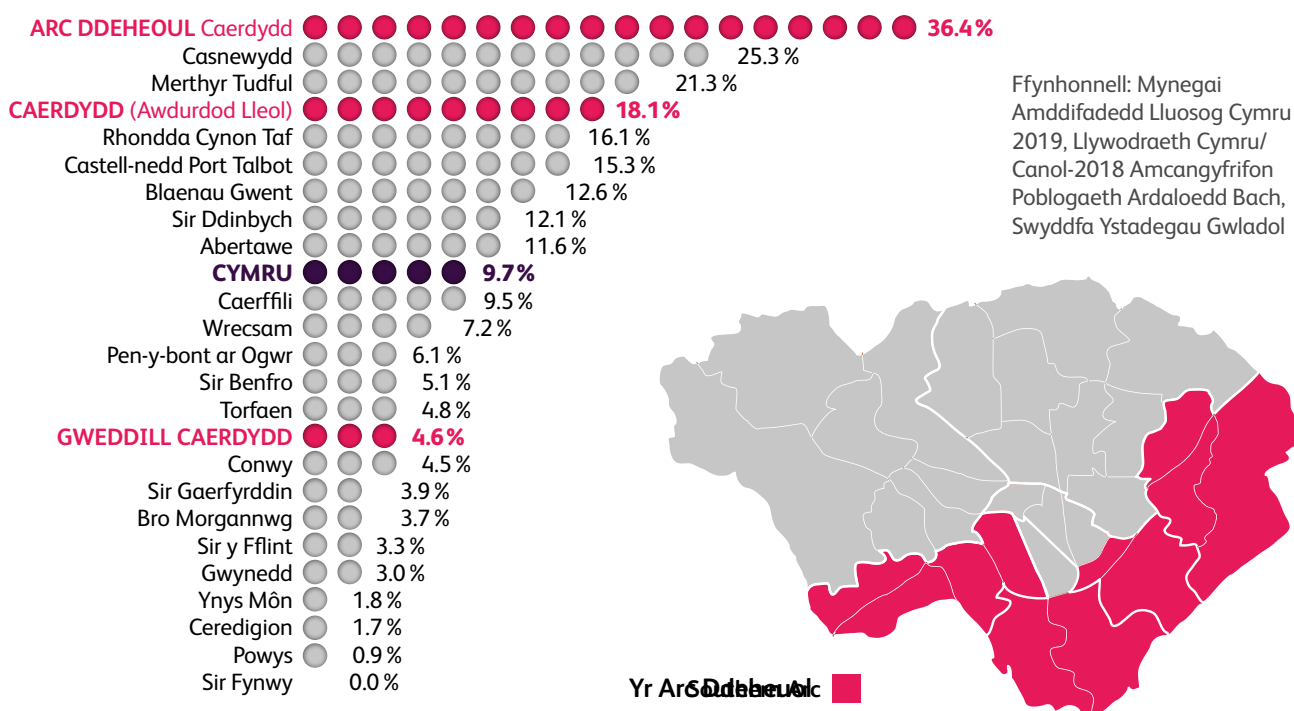 ARC DDEHEOUL Caerdydd 36.4%
Casnewydd 25.3%
Merthyr Tudful 21.3%
CAERDYDD (Awdurdod Lleol) 18.1%
Rhondda Cynon Taf 16.1%
Castell-nedd Port Talbot 15.3%
Blaenau Gwent 12.6%
Sir Ddinbych 12.1%
Abertawe 11.6%
CYMRU 9.7%
Caerffili 9.5%
Wrecsam 7.2%
Pen-y-bont ar Ogwr 6.1%
Sir Benfro 5.1%
Torfaen 4.8%
GWEDDILL CAERDYDD 4.6%
Conwy 4.5%
Sir Gaerfyrddin 3.9%
Bro Morgannwg 3.7%
Sir y Fflint 3.3%
Gwynedd 3.0%
Ynys Môn 1.8%
Ceredigion 1.7%
Powys 0.9%
Sir Fynwy 0.0%
Ffynhonnell: Mynegai
Amddifadedd Lluosog Cymru
2019, Llywodraeth Cymru/
Canol-2018 Amcangyfrifon
Poblogaeth Ardaloedd Bach,
Swyddfa Ystadegau Gwladol
Yr Arc Ddeheuol
Southern Arc